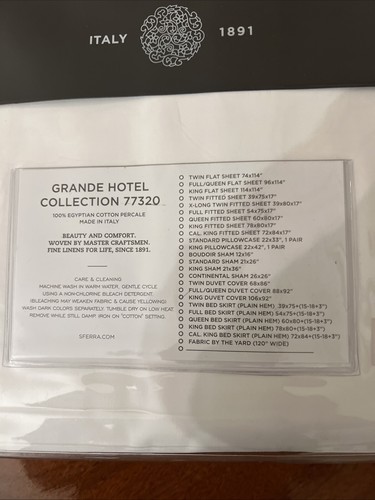 ITALY 1891
GRANDE HOTEL
COLLECTION 77320
100% EGYPTIAN COTTON PERCALE
MADE IN ITALY
BEAUTY AND COMFORT.
WOVEN BY MASTER CRAFTSMEN.
FINE LINENS FOR LIFE, SINCE 1891.
CARE & CLEANING
MACHINE WASH IN WARM WATER, GENTLE CYCLE
USING A NON-CHLORINE BLEACH DETERGENT.
(BLEACHING MAY WEAKEN FABRIC & CAUSE YELLOWING)
WASH DARK COLORS SEPARATELY. TUMBLE DRY ON LOW HEAT
REMOVE WHILE STILL DAMP. IRON ON "COTTON" SETTING
SFERRA.COM
TWIN FLAT SHEET 74x114"
FULL/QUEEN FLAT SHEET 96x114"
KING FLAT SHEET 114x114"
TWIN FITTED SHEET 39x75x17"
X-LONG TWIN FITTED SHEET 39x80x17"
FULL FITTED SHEET 54x75x17"
QUEEN FITTED SHEET 60x80x17"
KING FITTED SHEET 78x80x17"
CAL. KING FITTED SHEET 72x84x17"
STANDARD PILLOWCASE 22x33", 1 PAIR
KING PILLOWCASE 22x42", 1 PAIR
BOUDOIR SHAM 12x16"
STANDARD SHAM 21x26"
KING SHAM 21x36"
CONTINENTAL SHAM 26x26"
TWIN DUVET COVER 68x86"
FULL/QUEEN DUVET COVER 88x92"
KING DUVET COVER 106x92"
TWIN BED SKIRT (PLAIN HEM) 39x75+(15-18+3")
FULL BED SKIRT (PLAIN HEM) 54x75+(15-18+3")
QUEEN BED SKIRT (PLAIN HEM) 60x80+(15-18+3")
KING BED SKIRT (PLAIN HEM) 78x80+(15-18+3")
CAL. KING BED SKIRT (PLAIN HEM) 72x84+(15-18+3")
FABRIC BY THE YARD (120" WIDE)